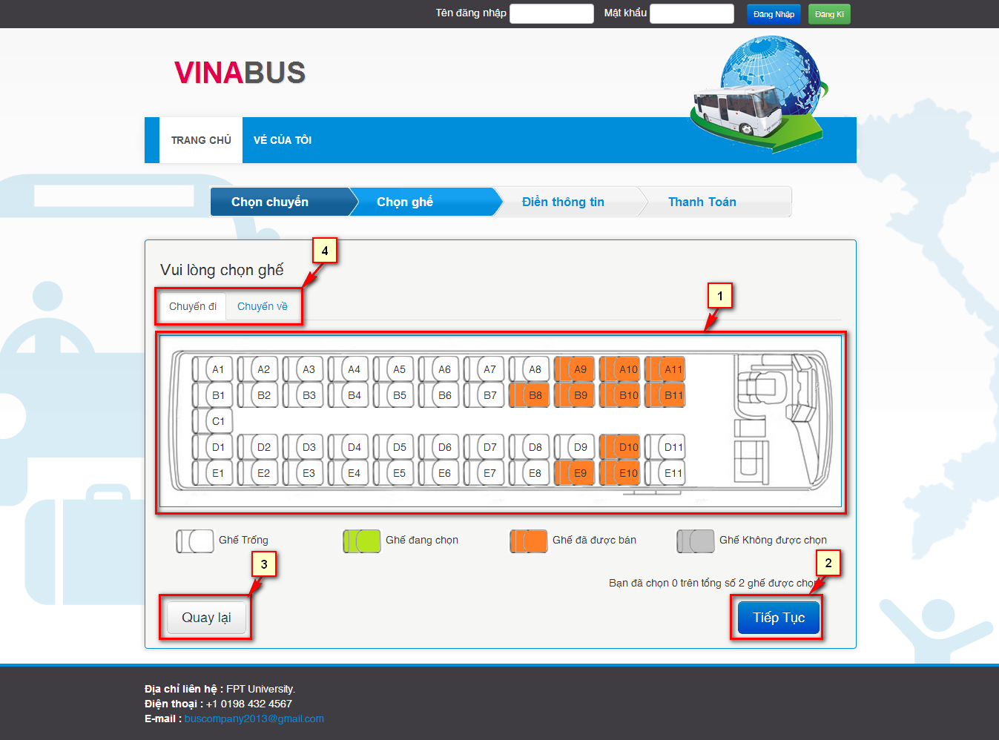 Tên đăng nhập Mật khẩu Đăng Nhập Đăng Kí
VINABUS
TRANG CHỦ VÉ CỦA TÔI
Chọn chuyến Chọn ghế Điền thông tin Thanh Toán
4
Vui lòng chọn ghế
1
Chuyến đi Chuyến về
A1 A2 A3 A4 A5 A6 A7 A8 A9 A10 A11
B1 B2 B3 B4 B5 B6 B7 B8 B9 B10 B11
C1
D1 D2 D3 D4 D5 D6 D7 D8 D9 D10 D11
E1 E2 E3 E4 E5 E6 E7 E8 E9 E10 E11
Ghế Trống Ghế đang chọn Ghế đã được bán Ghế Không được chọn
3 2
Bạn đã chọn 0 trên tổng số 2 ghế được chọn
Quay lại Tiếp Tục
Địa chỉ liên hệ : FPT University.
Điện thoại : +1 0198 432 4567
E-mail : buscompany2013@gmail.com